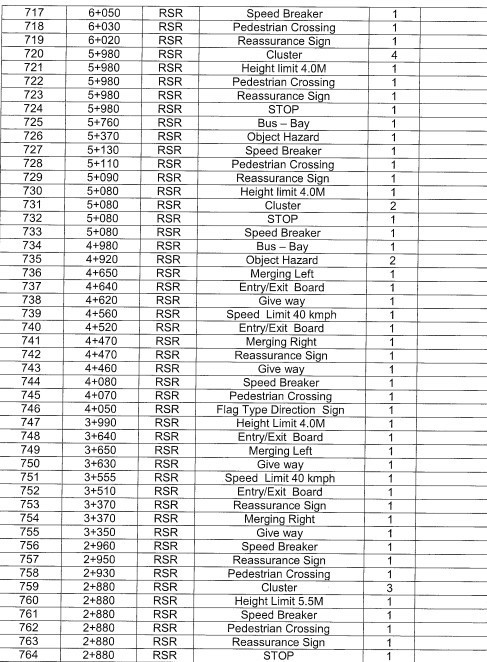 717 6+050 RSR Speed Breaker 1
718 6+030 RSR Pedestrian Crossing 1
719 6+020 RSR Reassurance Sign 1
720 5+980 RSR Cluster 4
721 5+980 RSR Height limit 4.0M 1
722 5+980 RSR Pedestrian Crossing 1
723 5+980 RSR Reassurance Sign 1
724 5+980 RSR STOP 1
725 5+760 RSR Bus – Bay 1
726 5+370 RSR Object Hazard 1
727 5+130 RSR Speed Breaker 1
728 5+110 RSR Pedestrian Crossing 1
729 5+090 RSR Reassurance Sign 1
730 5+080 RSR Height limit 4.0M 1
731 5+080 RSR Cluster 2
732 5+080 RSR STOP 1
733 5+080 RSR Speed Breaker 1
734 4+980 RSR Bus – Bay 1
735 4+920 RSR Object Hazard 2
736 4+650 RSR Merging Left 1
737 4+640 RSR Entry/Exit Board 1
738 4+620 RSR Give way 1
739 4+560 RSR Speed Limit 40 kmph 1
740 4+520 RSR Entry/Exit Board 1
741 4+470 RSR Merging Right 1
742 4+470 RSR Reassurance Sign 1
743 4+460 RSR Give way 1
744 4+080 RSR Speed Breaker 1
745 4+070 RSR Pedestrian Crossing 1
746 4+050 RSR Flag Type Direction Sign 1
747 3+990 RSR Height Limit 4.0M 1
748 3+640 RSR Entry/Exit Board 1
749 3+650 RSR Merging Left 1
750 3+630 RSR Give way 1
751 3+555 RSR Speed Limit 40 kmph 1
752 3+510 RSR Entry/Exit Board 1
753 3+370 RSR Reassurance Sign 1
754 3+370 RSR Merging Right 1
755 3+350 RSR Give way 1
756 2+960 RSR Speed Breaker 1
757 2+950 RSR Reassurance Sign 1
758 2+930 RSR Pedestrian Crossing 1
759 2+880 RSR Cluster 3
760 2+880 RSR Height Limit 5.5M 1
761 2+880 RSR Speed Breaker 1
762 2+880 RSR Pedestrian Crossing 1
763 2+880 RSR Reassurance Sign 1
764 2+880 RSR STOP 1